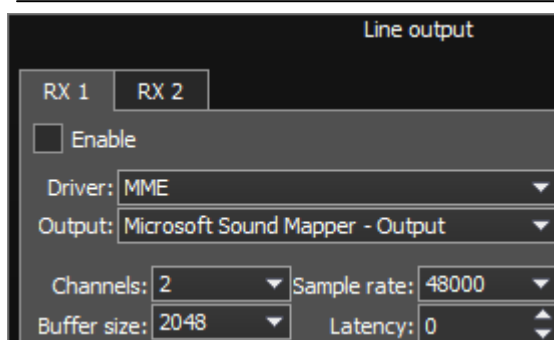 Line output
RX 1 RX 2
Enable
Driver: MME
Output: Microsoft Sound Mapper - Output
Channels: 2 Sample rate: 48000
Buffer size: 2048 Latency: 0